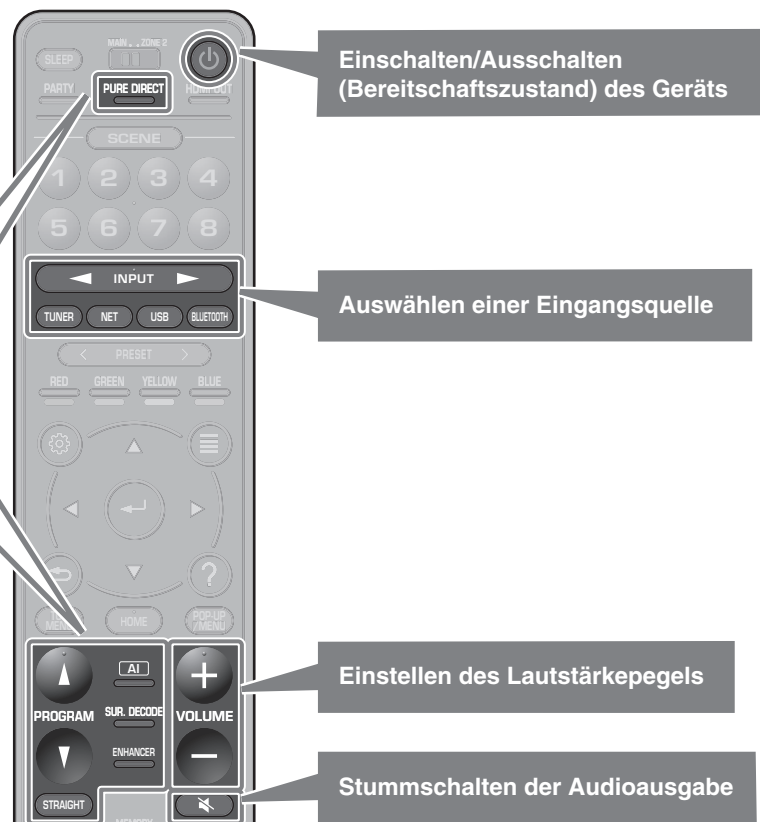 MAIN . . ZONE 2
SLEEP
PARTY
PURE DIRECT
HDMI OUT
Einschalten/Ausschalten
(Bereitschaftszustand) des Geräts
SCENE
1 2 3 4
5 6 7 8
INPUT
TUNER NET USB BLUETOOTH
Auswählen einer Eingangsquelle
PRESET
RED GREEN YELLOW BLUE
?
HOME
POP-UP
/MENU
AI
PROGRAM
SUR. DECODE
VOLUME
ENHANCER
STRAIGHT
Einstellen des Lautstärkepegels
Stummschalten der Audioausgabe